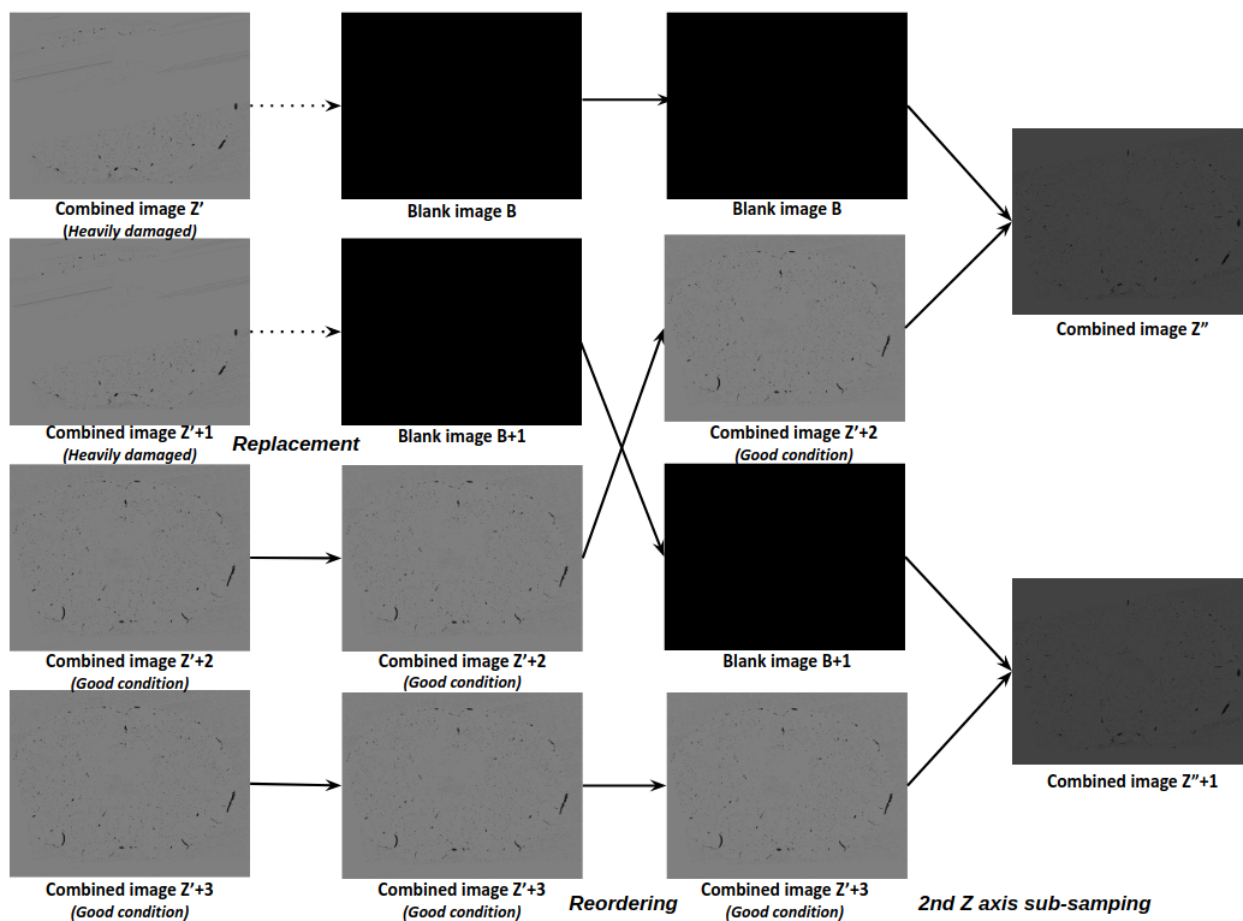 Combined image Z'
(Heavily damaged)
Blank image B
Blank image B
Combined image Z'+1
(Heavily damaged)
Replacement
Blank image B+1
Combined image Z'+2
(Good condition)
Combined image Z"
Combined image Z'+2
(Good condition)
Combined image Z'+2
(Good condition)
Blank image B+1
Combined image Z'+3
(Good condition)
Combined image Z'+3
(Good condition)
Reordering
Combined image Z'+3
(Good condition)
Combined image Z"+1
2nd Z axis sub-samping